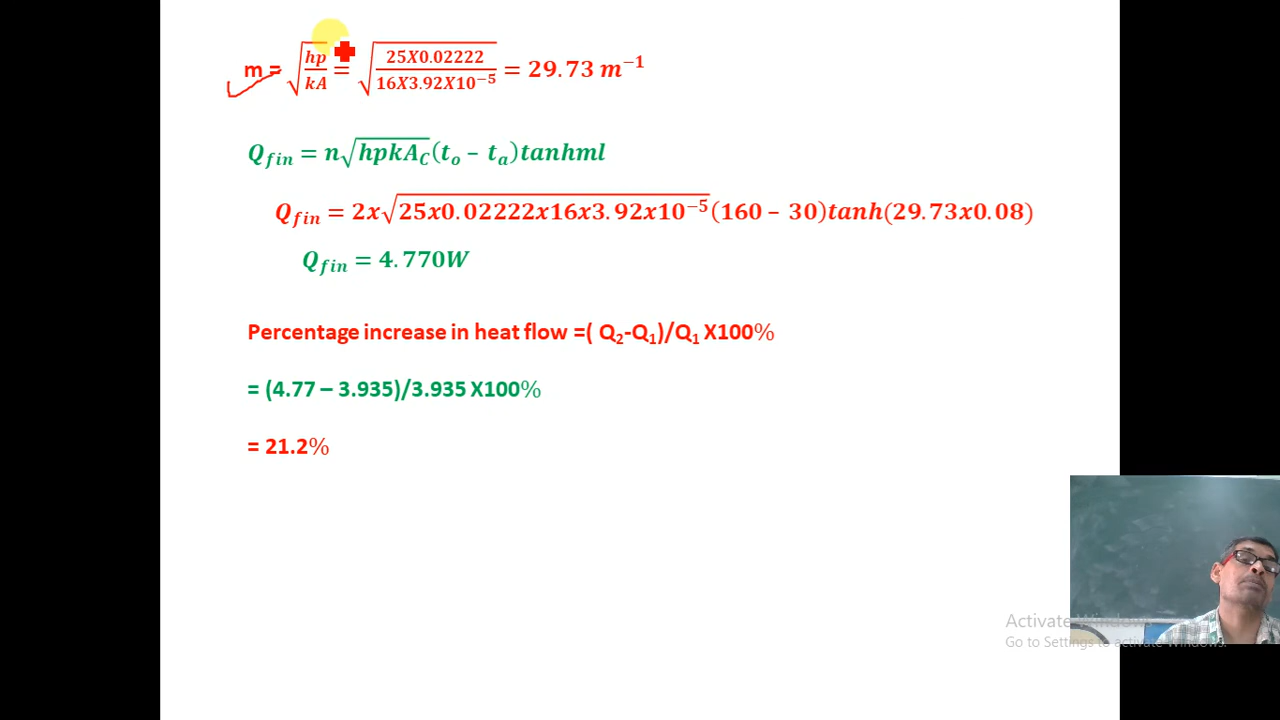 m = √(hp/kA) = √(25X0.02222/16X3.92X10⁻⁵) = 29.73 m⁻¹
Q_fin = n√(hpkA_C)(t_o – t_a)tanhml
Q_fin = 2x√(25x0.02222x16x3.92x10⁻⁵)(160 – 30)tanh(29.73x0.08)
Q_fin = 4.770W
Percentage increase in heat flow =( Q₂-Q₁)/Q₁ X100%
= (4.77 – 3.935)/3.935 X100%
= 21.2%
Activate Windows
Go to Settings to activate Windows.